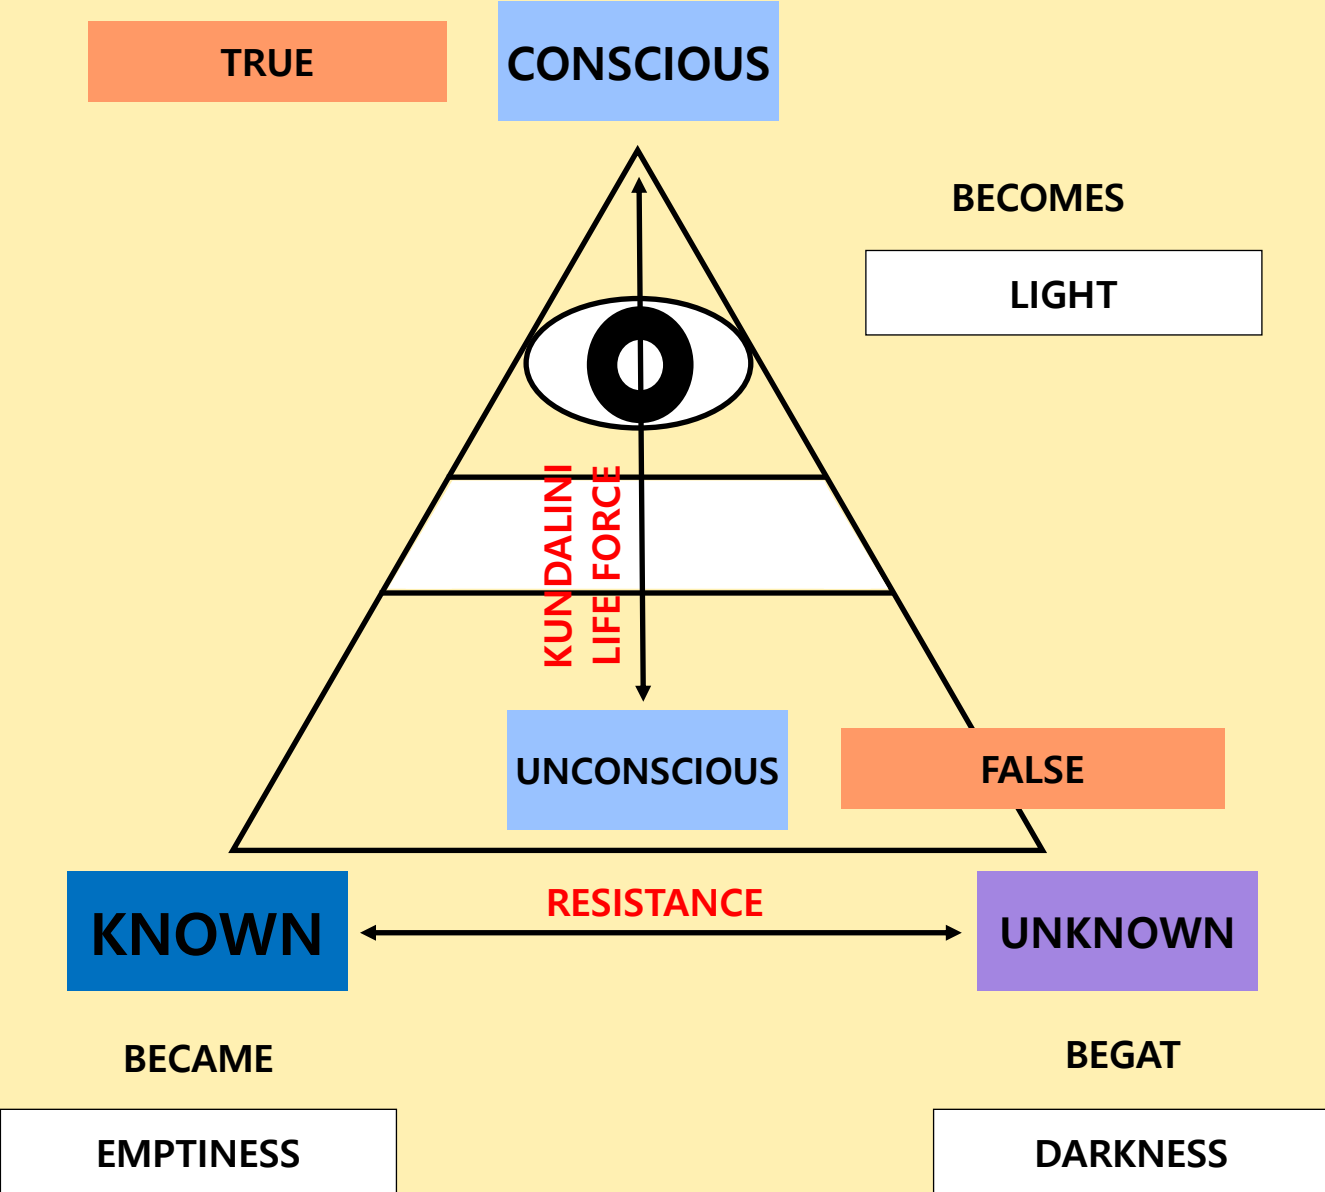 TRUE
CONSCIOUS
BECOMES
LIGHT
KUNDALINI
LIFE FORCE
UNCONSCIOUS
FALSE
KNOWN
RESISTANCE
UNKNOWN
BECAME
BEGAT
EMPTINESS
DARKNESS